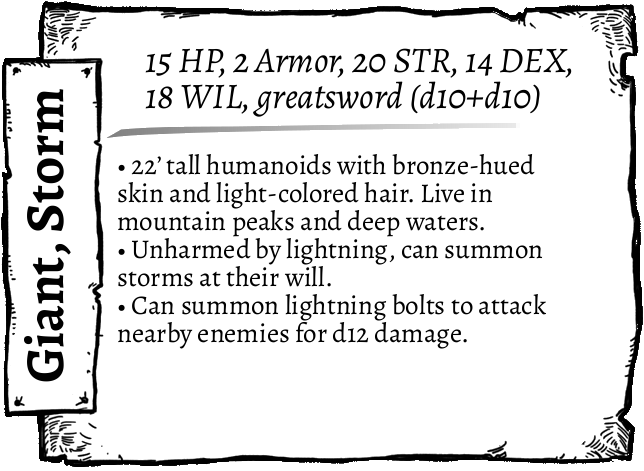 Giant, Storm
15 HP, 2 Armor, 20 STR, 14 DEX,
18 WIL, greatsword (d10+d10)
• 22’ tall humanoids with bronze-hued
skin and light-colored hair. Live in
mountain peaks and deep waters.
• Unharmed by lightning, can summon
storms at their will.
• Can summon lightning bolts to attack
nearby enemies for d12 damage.